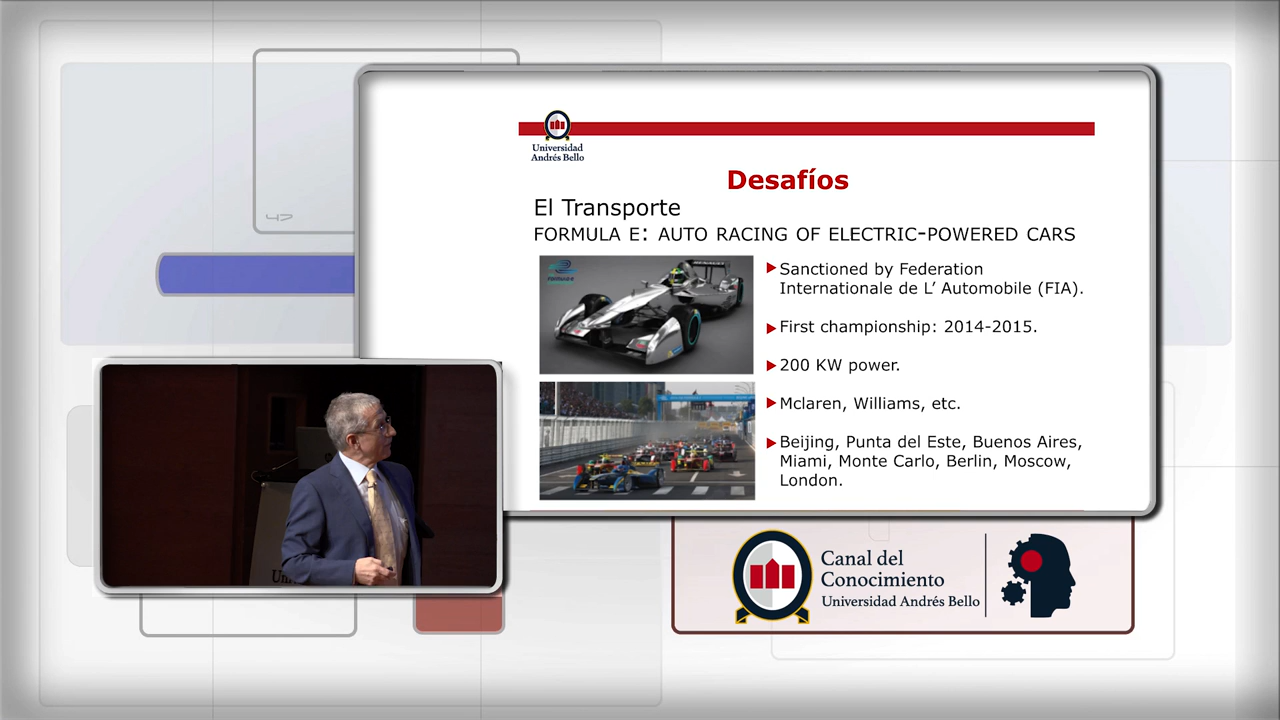 Universidad
Andrés Bello
Desafíos
El Transporte
FORMULA E: AUTO RACING OF ELECTRIC-POWERED CARS
Sanctioned by Federation
Internationale de L’ Automobile (FIA).
First championship: 2014-2015.
200 KW power.
Mclaren, Williams, etc.
Beijing, Punta del Este, Buenos Aires,
Miami, Monte Carlo, Berlin, Moscow,
London.
47
Canal del
Conocimiento
Universidad Andrés Bello